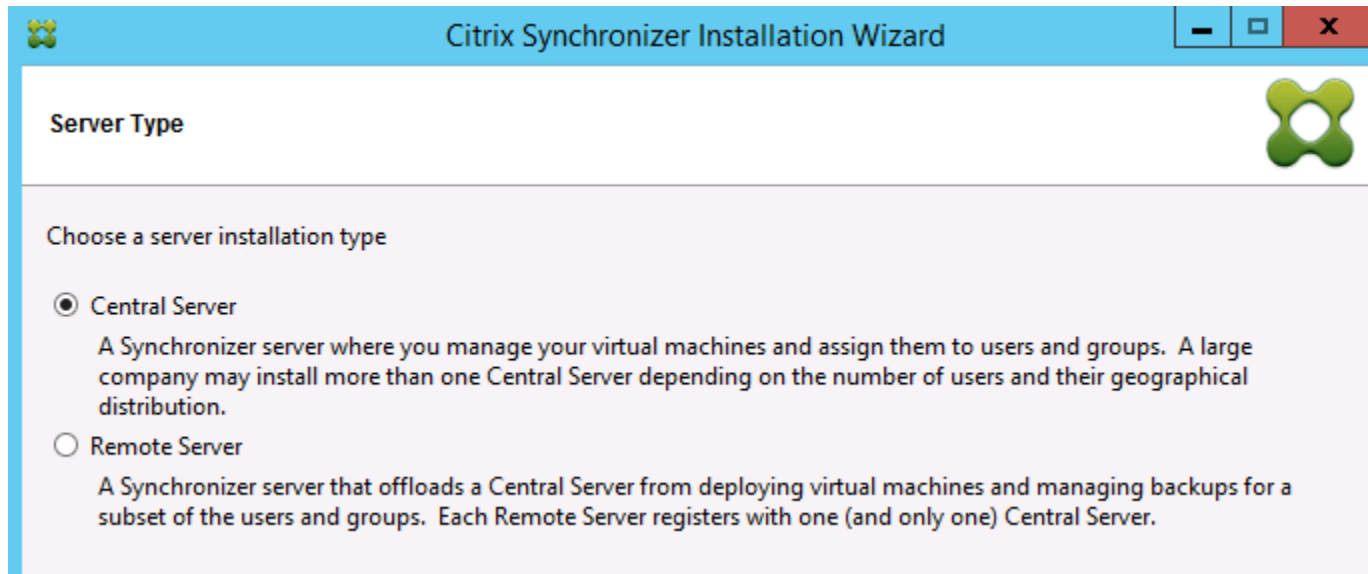 Citrix Synchronizer Installation Wizard
Server Type
Choose a server installation type
Central Server
A Synchronizer server where you manage your virtual machines and assign them to users and groups.  A large
company may install more than one Central Server depending on the number of users and their geographical
distribution.
Remote Server
A Synchronizer server that offloads a Central Server from deploying virtual machines and managing backups for a
subset of the users and groups.  Each Remote Server registers with one (and only one) Central Server.